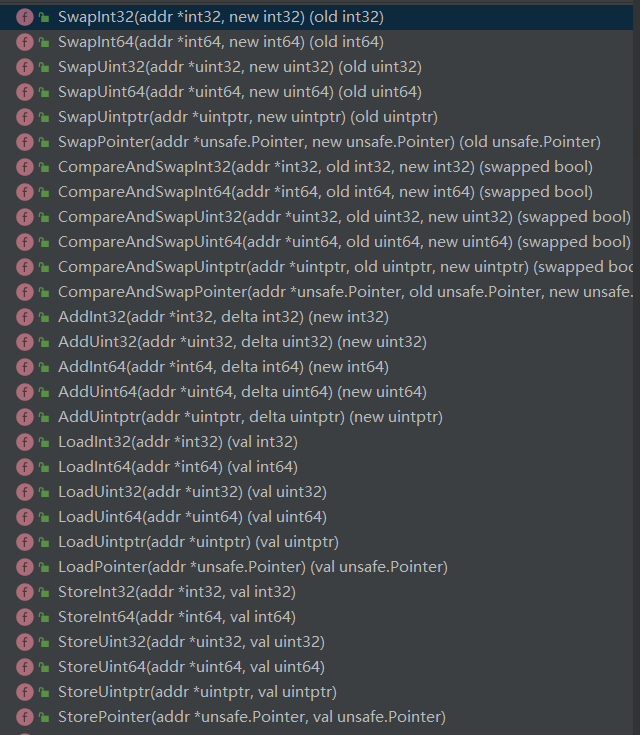 SwapInt32(addr *int32, new int32) (old int32)
SwapInt64(addr *int64, new int64) (old int64)
SwapUint32(addr *uint32, new uint32) (old uint32)
SwapUint64(addr *uint64, new uint64) (old uint64)
SwapUintptr(addr *uintptr, new uintptr) (old uintptr)
SwapPointer(addr *unsafe.Pointer, new unsafe.Pointer) (old unsafe.Pointer)
CompareAndSwapInt32(addr *int32, old int32, new int32) (swapped bool)
CompareAndSwapInt64(addr *int64, old int64, new int64) (swapped bool)
CompareAndSwapUint32(addr *uint32, old uint32, new uint32) (swapped bool)
CompareAndSwapUint64(addr *uint64, old uint64, new uint64) (swapped bool)
CompareAndSwapUintptr(addr *uintptr, old uintptr, new uintptr) (swapped boo
CompareAndSwapPointer(addr *unsafe.Pointer, old unsafe.Pointer, new unsafe.
AddInt32(addr *int32, delta int32) (new int32)
AddUint32(addr *uint32, delta uint32) (new uint32)
AddInt64(addr *int64, delta int64) (new int64)
AddUint64(addr *uint64, delta uint64) (new uint64)
AddUintptr(addr *uintptr, delta uintptr) (new uintptr)
LoadInt32(addr *int32) (val int32)
LoadInt64(addr *int64) (val int64)
LoadUint32(addr *uint32) (val uint32)
LoadUint64(addr *uint64) (val uint64)
LoadUintptr(addr *uintptr) (val uintptr)
LoadPointer(addr *unsafe.Pointer) (val unsafe.Pointer)
StoreInt32(addr *int32, val int32)
StoreInt64(addr *int64, val int64)
StoreUint32(addr *uint32, val uint32)
StoreUint64(addr *uint64, val uint64)
StoreUintptr(addr *uintptr, val uintptr)
StorePointer(addr *unsafe.Pointer, val unsafe.Pointer)